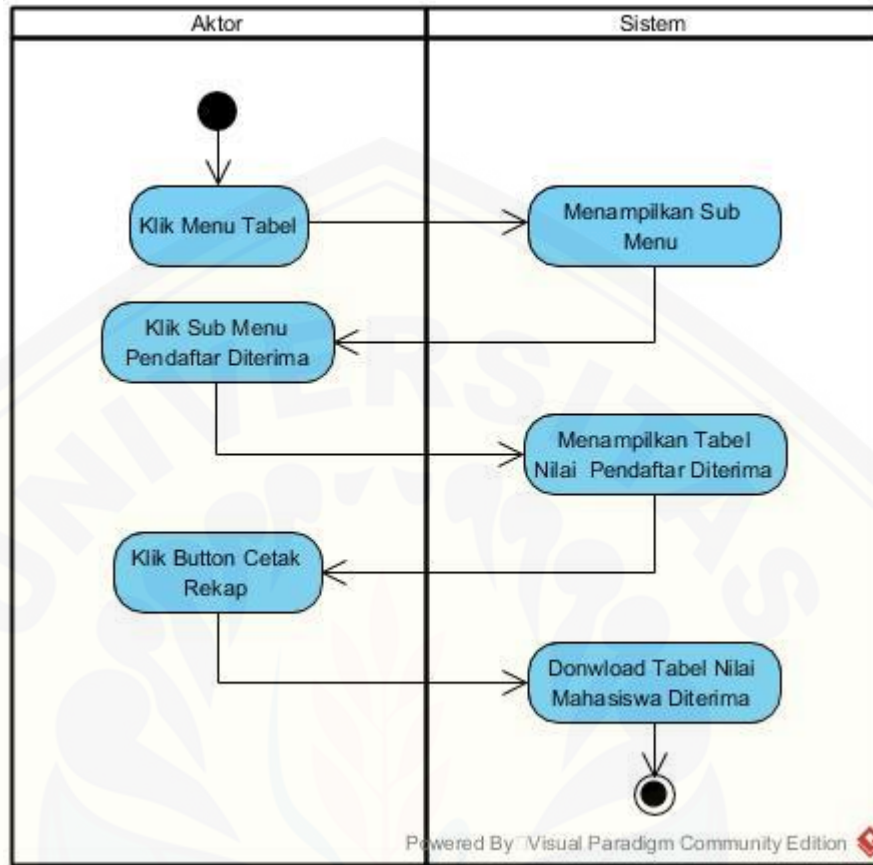 Aktor
Sistem
Klik Menu Tabel
Menampilkan Sub
Menu
Klik Sub Menu
Pendaftar Diterima
Menampilkan Tabel
Nilai Pendaftar Diterima
Klik Button Cetak
Rekap
Donwload Tabel Nilai
Mahasiswa Diterima
UNIVERSITAS
Powered By Visual Paradigm Community Edition